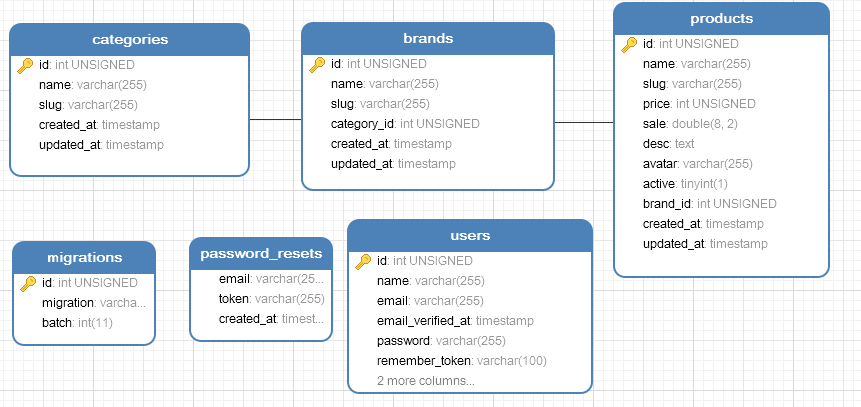 categories
id: int UNSIGNED
name: varchar(255)
slug: varchar(255)
created_at: timestamp
updated_at: timestamp
brands
id: int UNSIGNED
name: varchar(255)
slug: varchar(255)
category_id: int UNSIGNED
created_at: timestamp
updated_at: timestamp
products
id: int UNSIGNED
name: varchar(255)
slug: varchar(255)
price: int UNSIGNED
sale: double(8, 2)
desc: text
avatar: varchar(255)
active: tinyint(1)
brand_id: int UNSIGNED
created_at: timestamp
updated_at: timestamp
migrations
id: int UNSIGNED
migration: varcha...
batch: int(11)
password_resets
email: varchar(25...
token: varchar(255)
created_at: timest...
users
id: int UNSIGNED
name: varchar(255)
email: varchar(255)
email_verified_at: timestamp
password: varchar(255)
remember_token: varchar(100)
2 more columns...